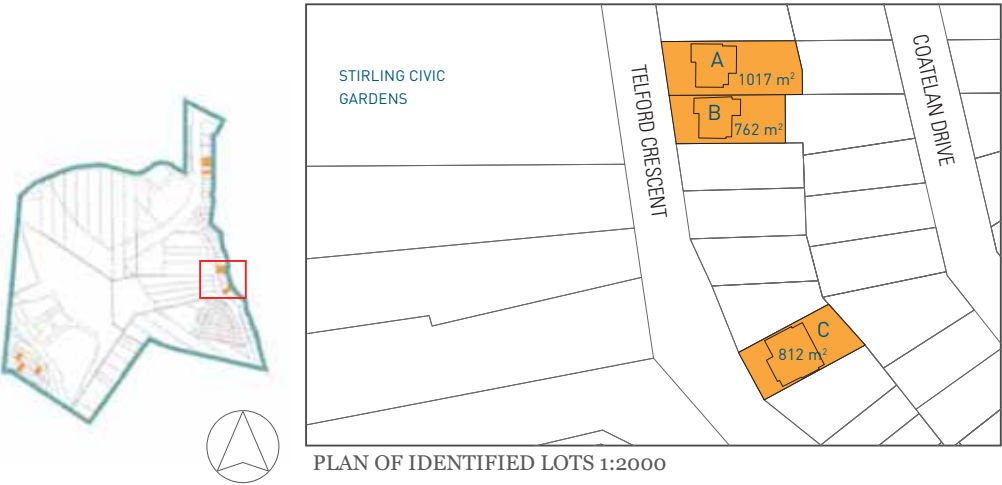 STIRLING CIVIC
GARDENS
TELFORD CRESCENT
COATELAN DRIVE
A
1017 m²
B
762 m²
C
812 m²
PLAN OF IDENTIFIED LOTS 1:2000